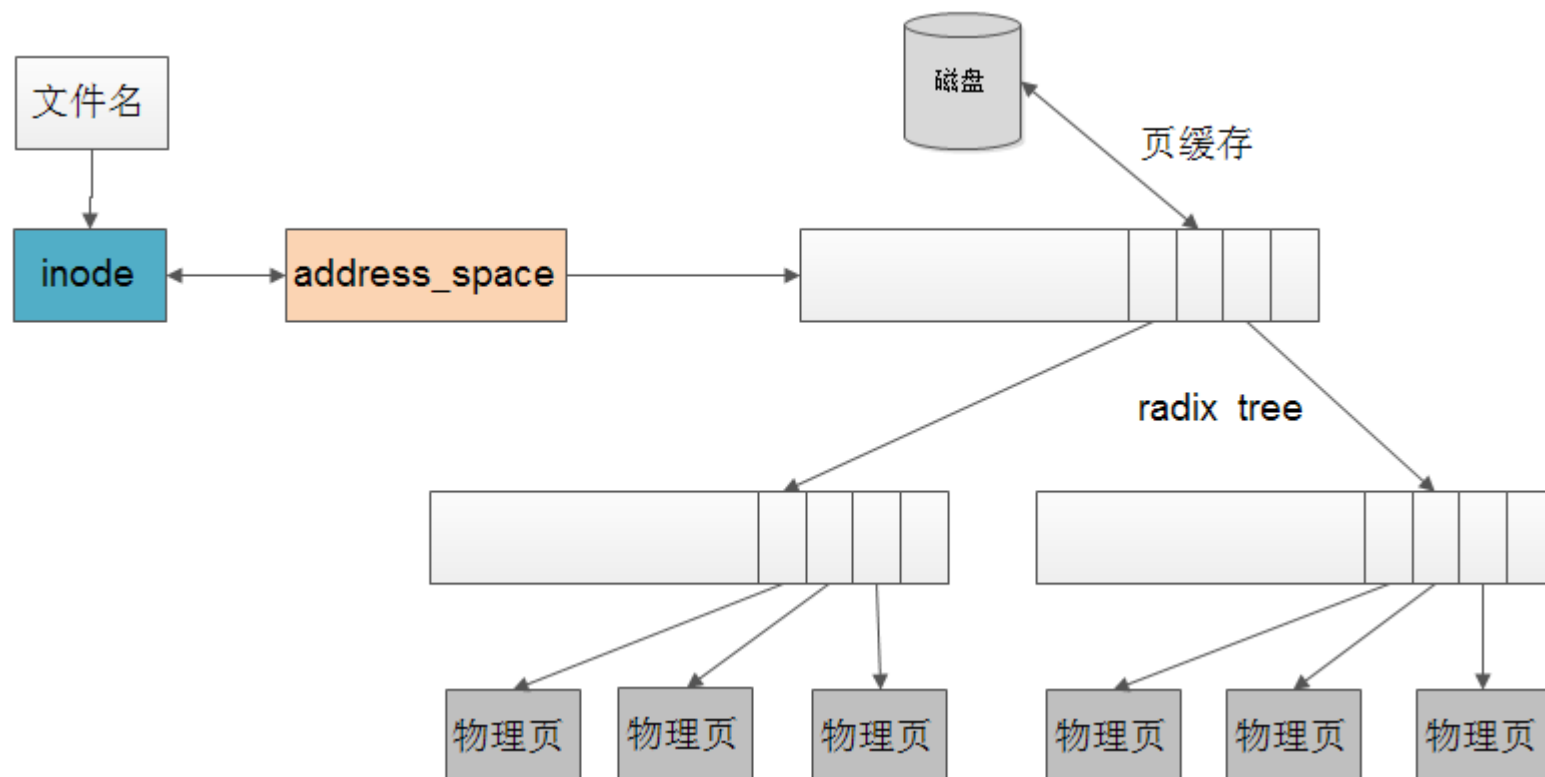 文件名
磁盘
页缓存
inode
address_space
radix tree
物理页
物理页
物理页
物理页
物理页
物理页